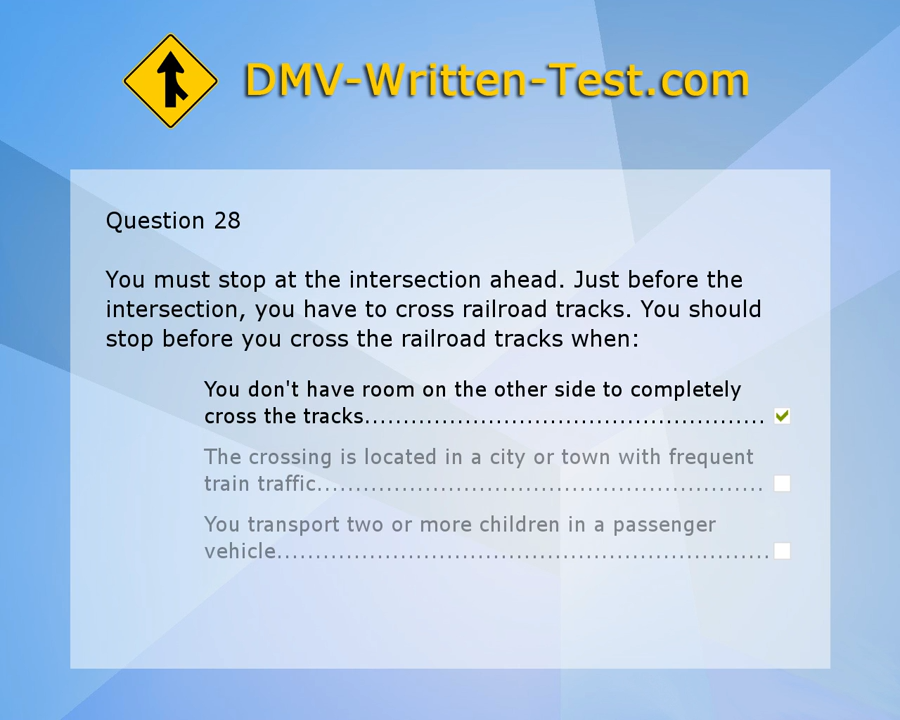 DMV-Written-Test.com
Question 28
You must stop at the intersection ahead. Just before the
intersection, you have to cross railroad tracks. You should
stop before you cross the railroad tracks when:
You don't have room on the other side to completely
cross the tracks....................................................
The crossing is located in a city or town with frequent
train traffic..........................................................
You transport two or more children in a passenger
vehicle................................................................